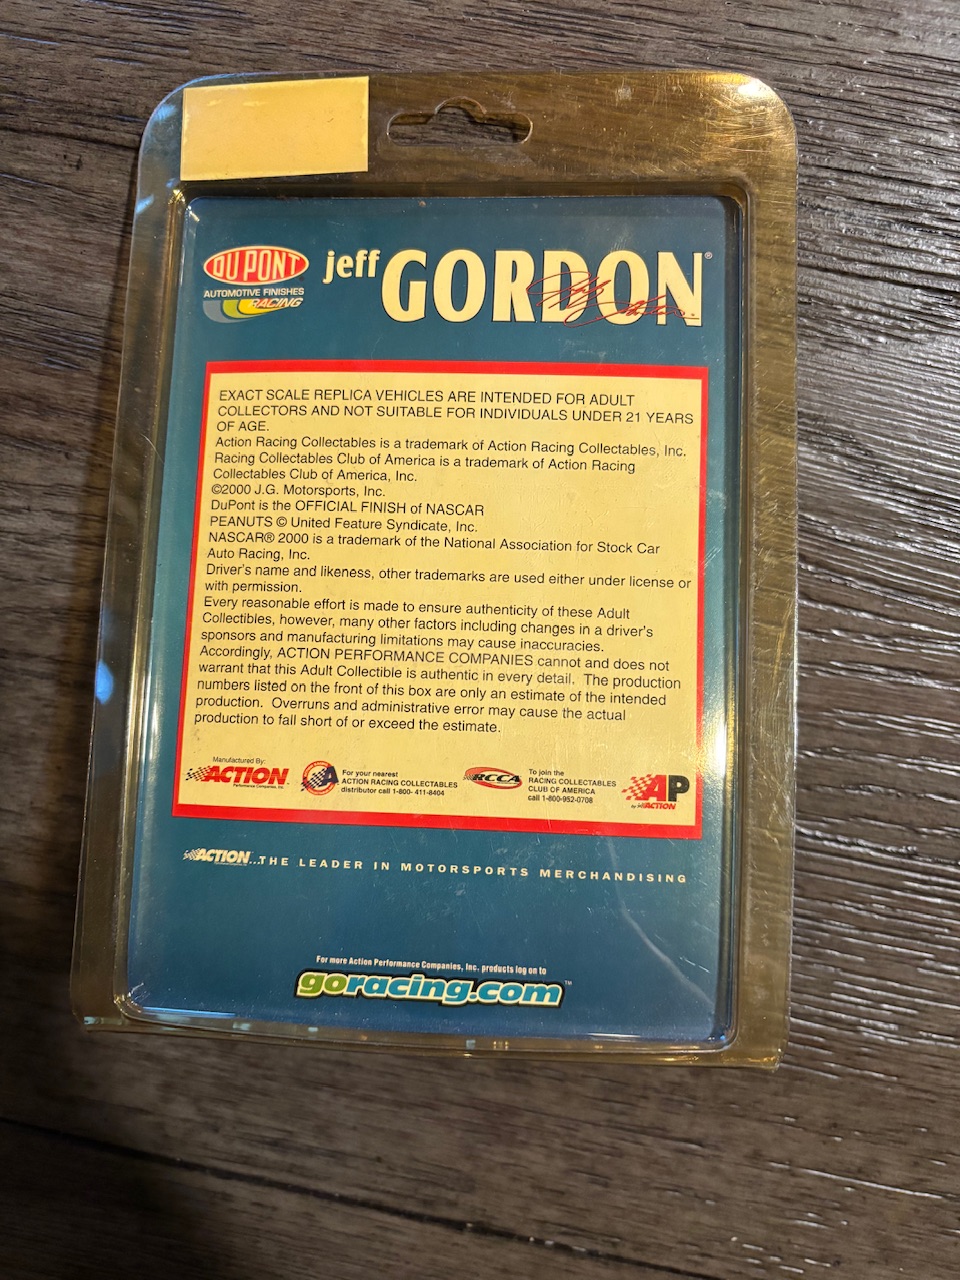 DU PONT
AUTOMOTIVE FINISHES
RACING
jeff GORDON®
EXACT SCALE REPLICA VEHICLES ARE INTENDED FOR ADULT
COLLECTORS AND NOT SUITABLE FOR INDIVIDUALS UNDER 21 YEARS
OF AGE.
Action Racing Collectables is a trademark of Action Racing Collectables, Inc.
Racing Collectables Club of America is a trademark of Action Racing
Collectables Club of America, Inc.
©2000 J.G. Motorsports, Inc.
DuPont is the OFFICIAL FINISH of NASCAR
PEANUTS © United Feature Syndicate, Inc.
NASCAR® 2000 is a trademark of the National Association for Stock Car
Auto Racing, Inc.
Driver's name and likeness, other trademarks are used either under license or
with permission.
Every reasonable effort is made to ensure authenticity of these Adult
Collectibles, however, many other factors including changes in a driver's
sponsors and manufacturing limitations may cause inaccuracies.
Accordingly, ACTION PERFORMANCE COMPANIES cannot and does not
warrant that this Adult Collectible is authentic in every detail. The production
numbers listed on the front of this box are only an estimate of the intended
production. Overruns and administrative error may cause the actual
production to fall short of or exceed the estimate.
Manufactured By:
ACTION
Performance Companies, Inc.
A
For your nearest
ACTION RACING COLLECTABLES
distributor call 1-800- 411-8404
RCCA
To join the
RACING COLLECTABLES
CLUB OF AMERICA
call 1-800-952-0708
AP
by ACTION
ACTION...THE LEADER IN MOTORSPORTS MERCHANDISING
For more Action Performance Companies, Inc. products log on to
goracing.com™